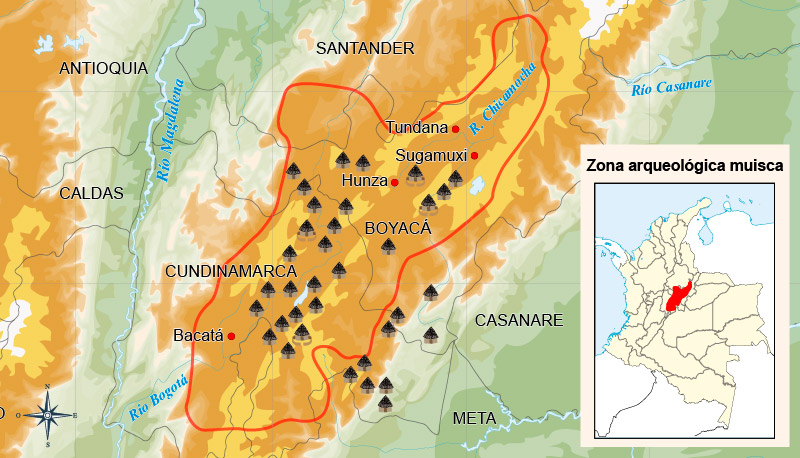 SANTANDER
ANTIOQUIA
Río Magdalena
R. Chicamocha
Río Casanare
Tundana
Sugamuxi
Hunza
CALDAS
BOYACÁ
CUNDINAMARCA
Bacatá
CASANARE
Río Bogotá
META
N
O
E
S
O
Zona arqueológica muisca